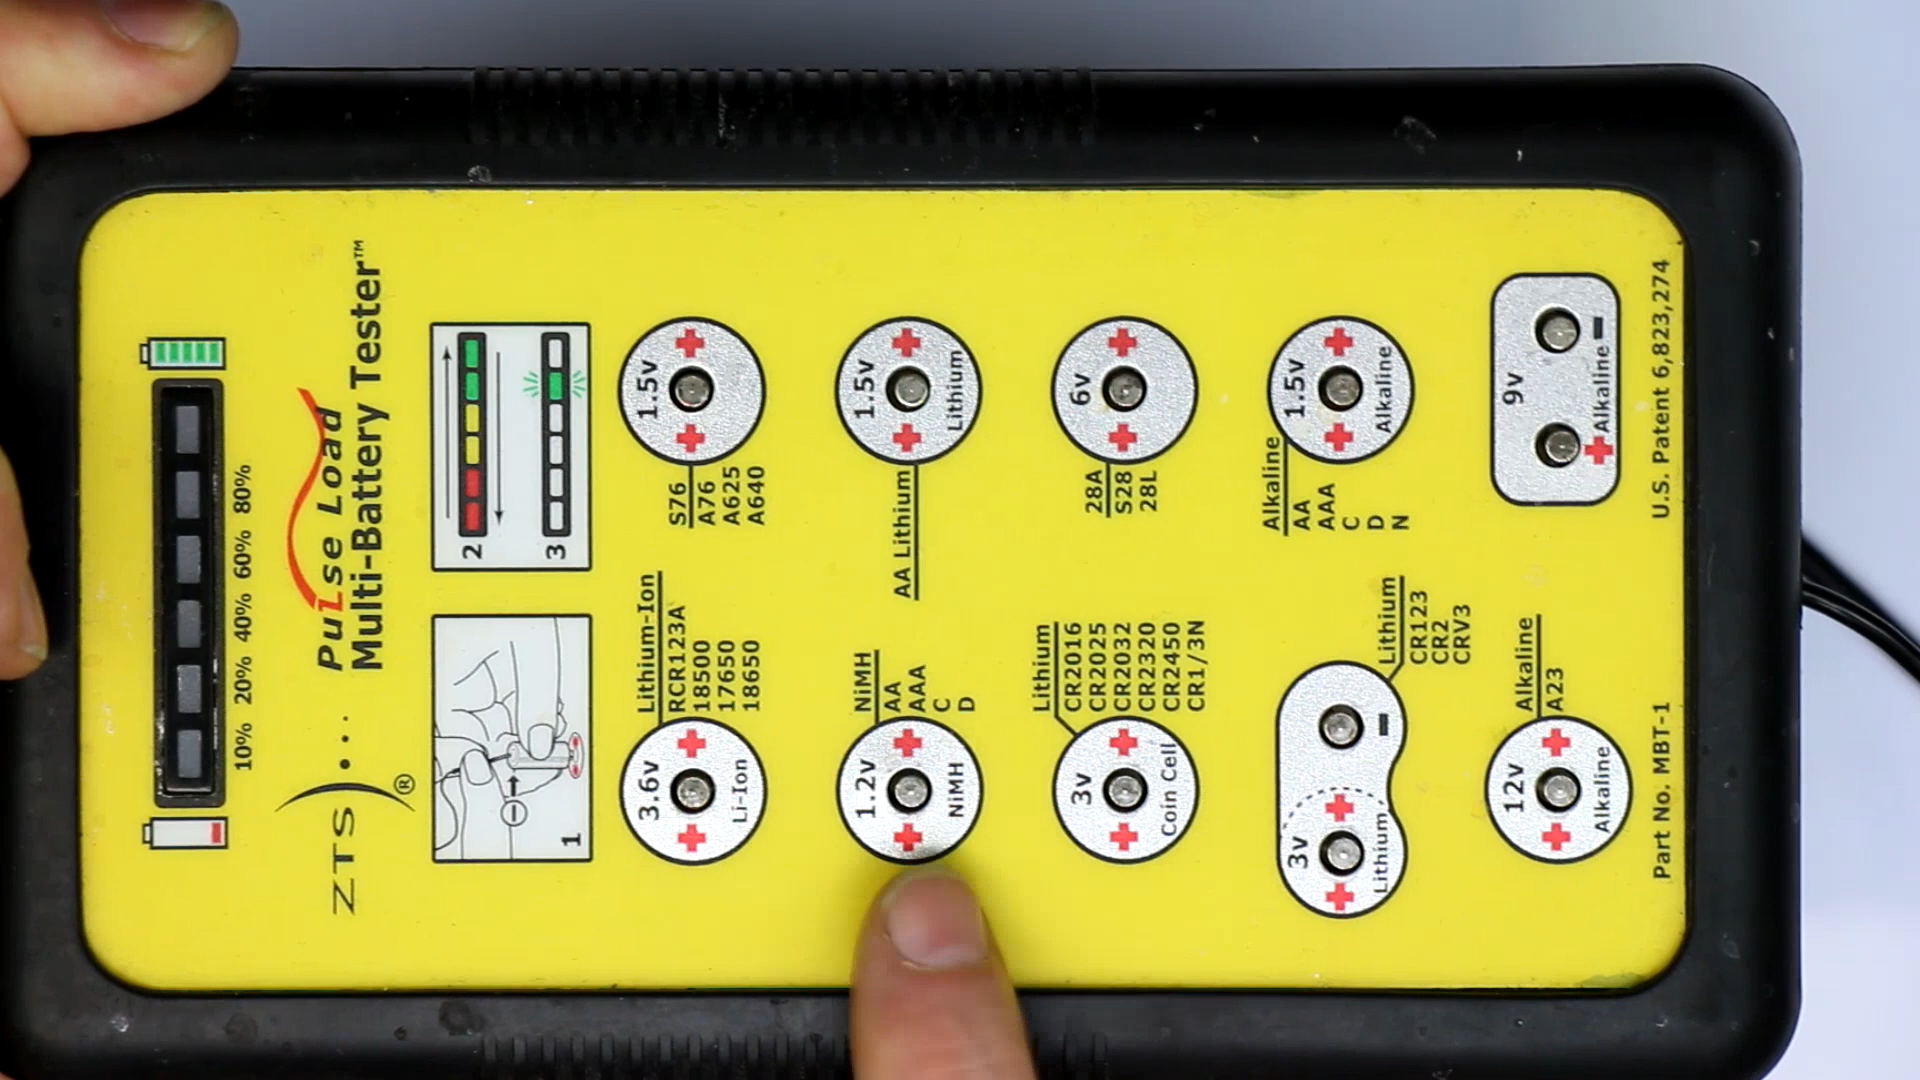 10% 20% 40% 60% 80%
ZTS ®
PuLse Load
Multi-Battery Tester™
1
2
3
Lithium-Ion
RCR123A
18500
17650
18650
3.6v
Li-Ion
S76
A76
A625
A640
1.5v
NiMH
AA
AAA
C
D
1.2v
NiMH
AA Lithium
1.5v
Lithium
Lithium
CR2016
CR2025
CR2032
CR2320
CR2450
CR1/3N
3v
Coin Cell
28A
S28
28L
6v
Lithium
CR123
CR2
CRV3
3v
Lithium
Alkaline
AA
AAA
C
D
N
1.5v
Alkaline
Alkaline
A23
12v
Alkaline
9v
Alkaline
Part No. MBT-1
U.S. Patent 6,823,274